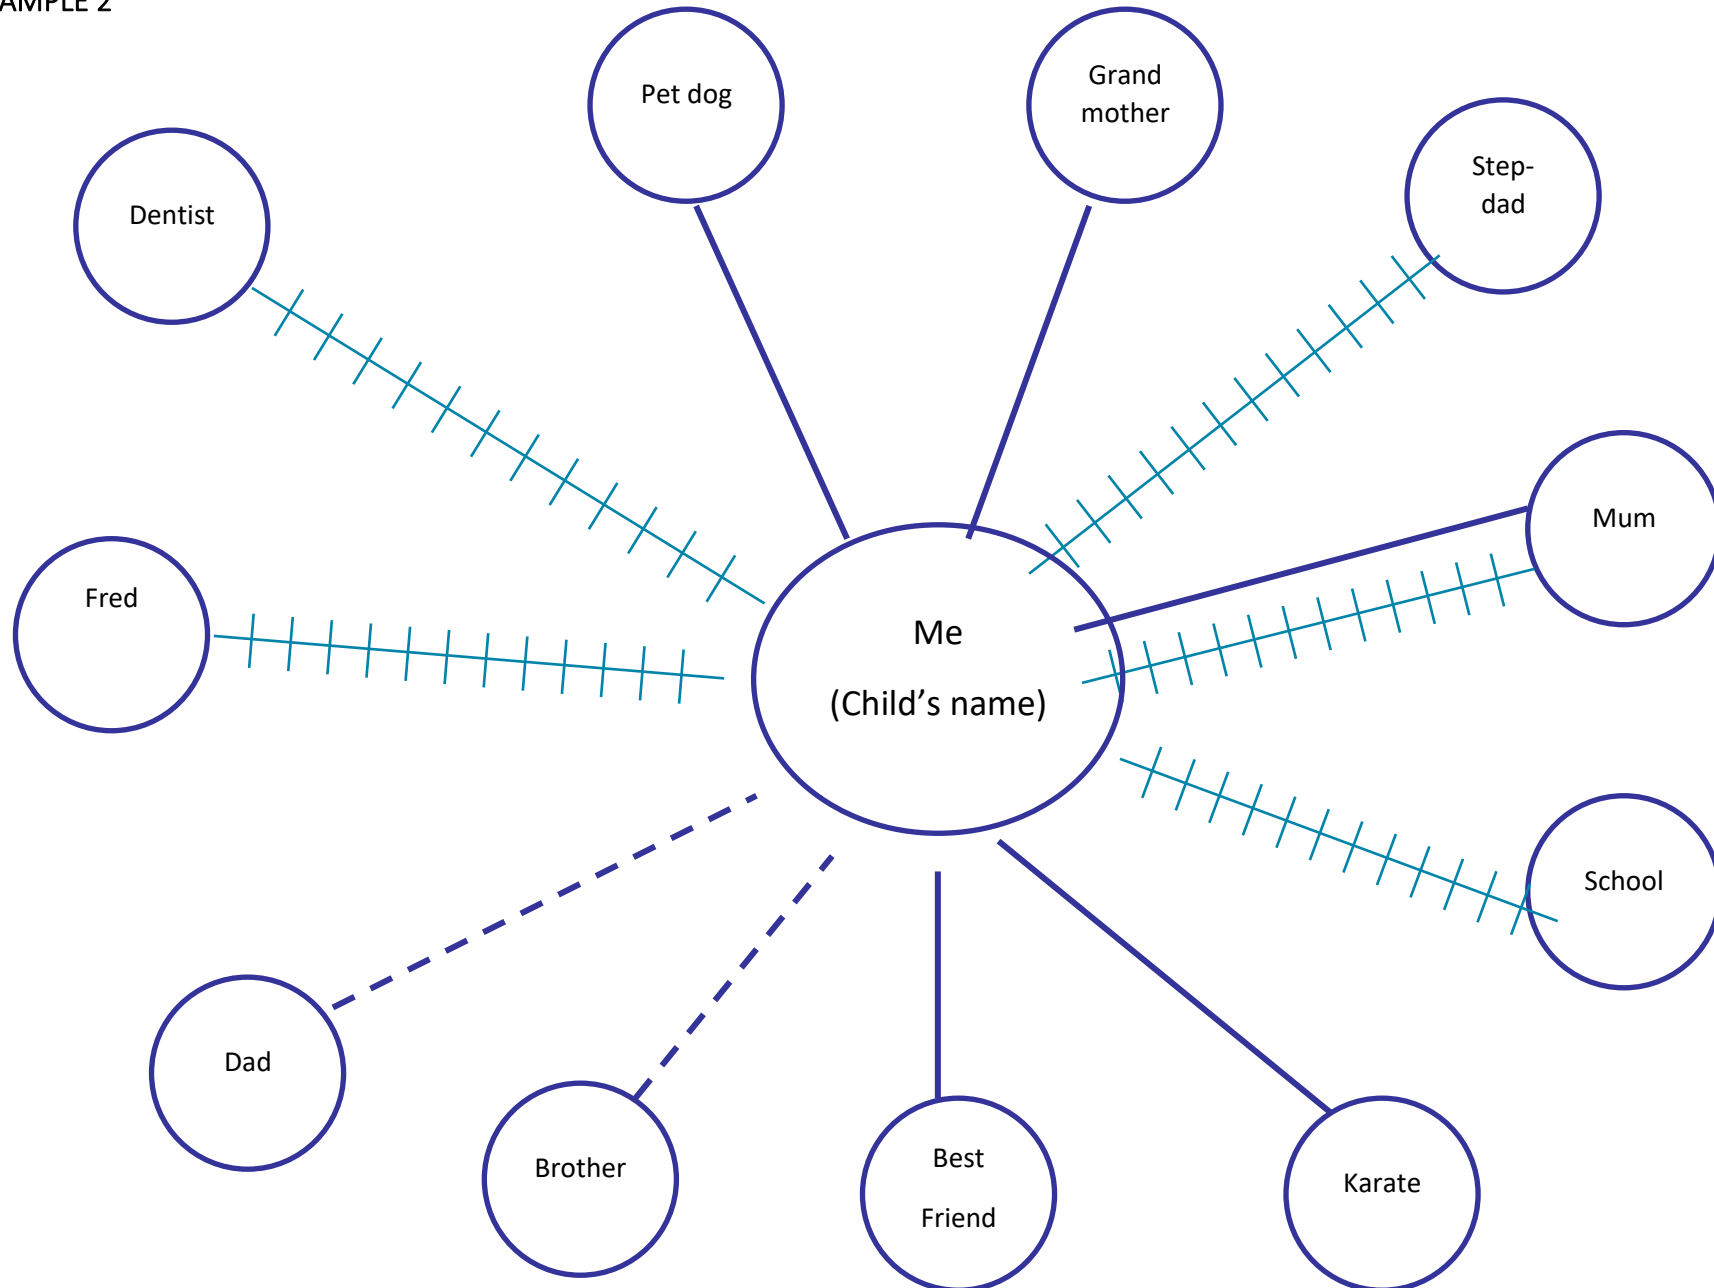 AMPLE 2
Pet dog
Grand
mother
Step-
dad
Dentist
Mum
Fred
Me
(Child’s name)
School
Dad
Brother
Best
Friend
Karate